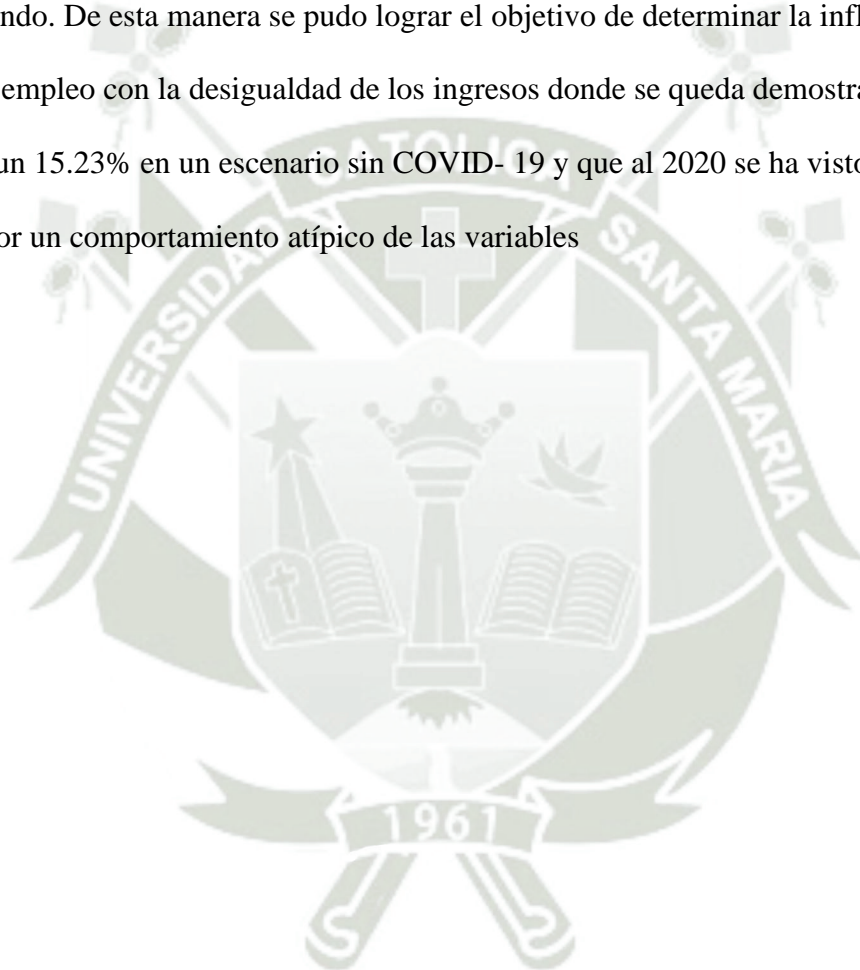 ndo. De esta manera se pudo lograr el objetivo de determinar la infl
empleo con la desigualdad de los ingresos donde se queda demostra
un 15.23% en un escenario sin COVID- 19 y que al 2020 se ha visto
or un comportamiento atípico de las variables
UNIVERSIDAD CATOLICA SANTA MARIA
1961
S S